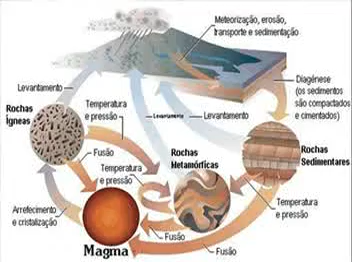 Meteorização, erosão,
transporte e sedimentação
Levantamento
Diagénese
(os sedimentos
são compactados
e cimentados)
Rochas
Ígneas
Temperatura
e pressão
Levantamento
Levantamento
Fusão
Rochas
Metamórficas
Rochas
Sedimentares
Temperatura
e pressão
Temperatura
e pressão
Arrefecimento
e cristalização
Fusão
Magma
Fusão